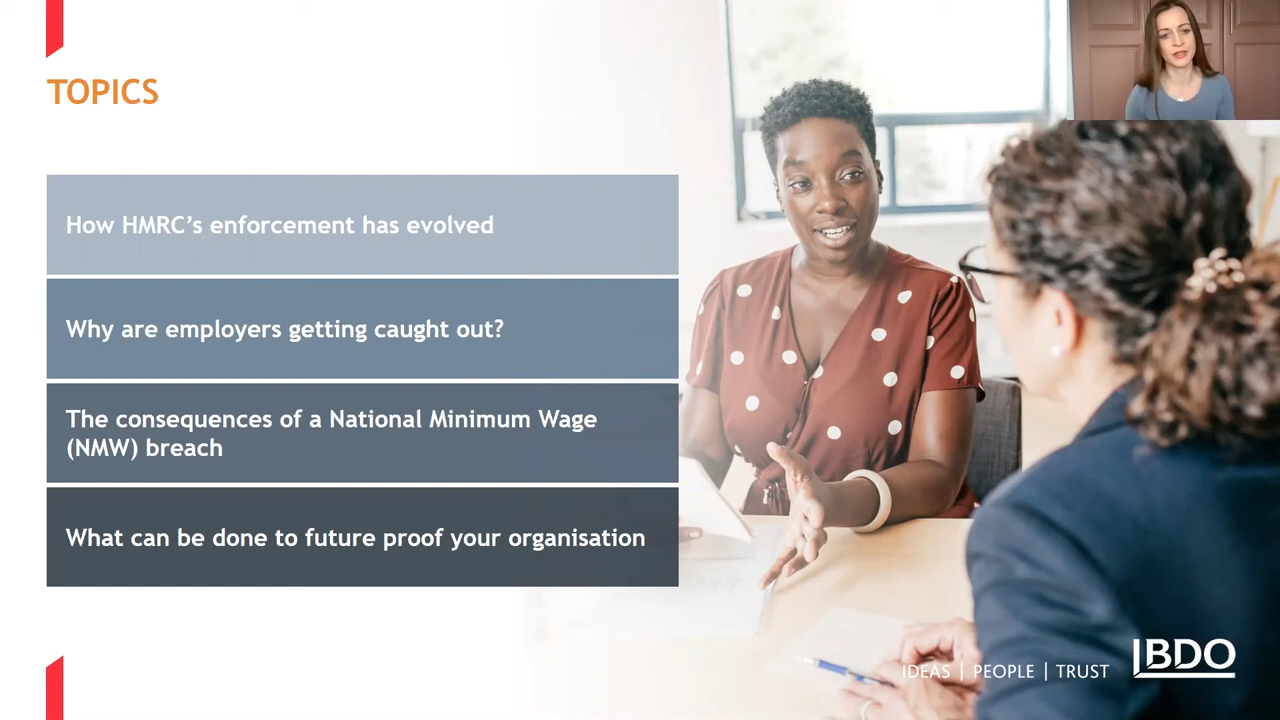 TOPICS
How HMRC’s enforcement has evolved
Why are employers getting caught out?
The consequences of a National Minimum Wage
(NMW) breach
What can be done to future proof your organisation
IDEAS | PEOPLE | TRUST
BDO